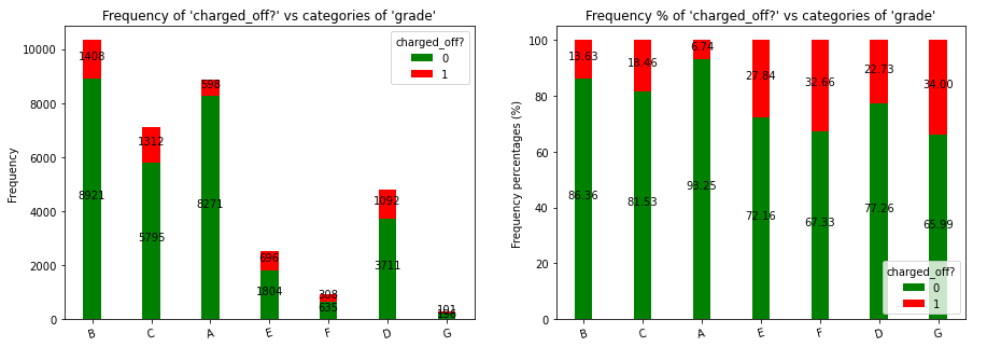 Frequency of 'charged_off?' vs categories of 'grade'
charged_off?
0
1
Frequency
10000
8000
6000
4000
2000
0
1408
8921
1312
5795
598
8271
696
1804
308
635
1092
3711
101
196
B
C
A
E
F
D
G
Frequency % of 'charged_off?' vs categories of 'grade'
Frequency percentages (%)
100
80
60
40
20
0
13.63
86.36
18.46
81.53
6.74
93.25
27.84
72.16
32.66
67.33
22.73
77.26
34.00
65.99
charged_off?
0
1
B
C
A
E
F
D
G